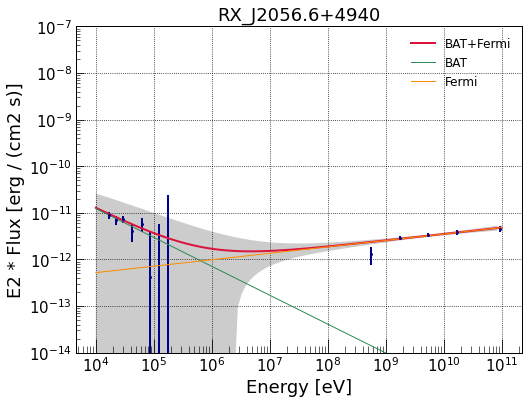 RX_J2056.6+4940
E2 * Flux [erg / (cm2 s)]
10−7
10−8
10−9
10−10
10−11
10−12
10−13
10−14
BAT+Fermi
BAT
Fermi
10^4 10^5 10^6 10^7 10^8 10^9 10^10 10^11
Energy [eV]